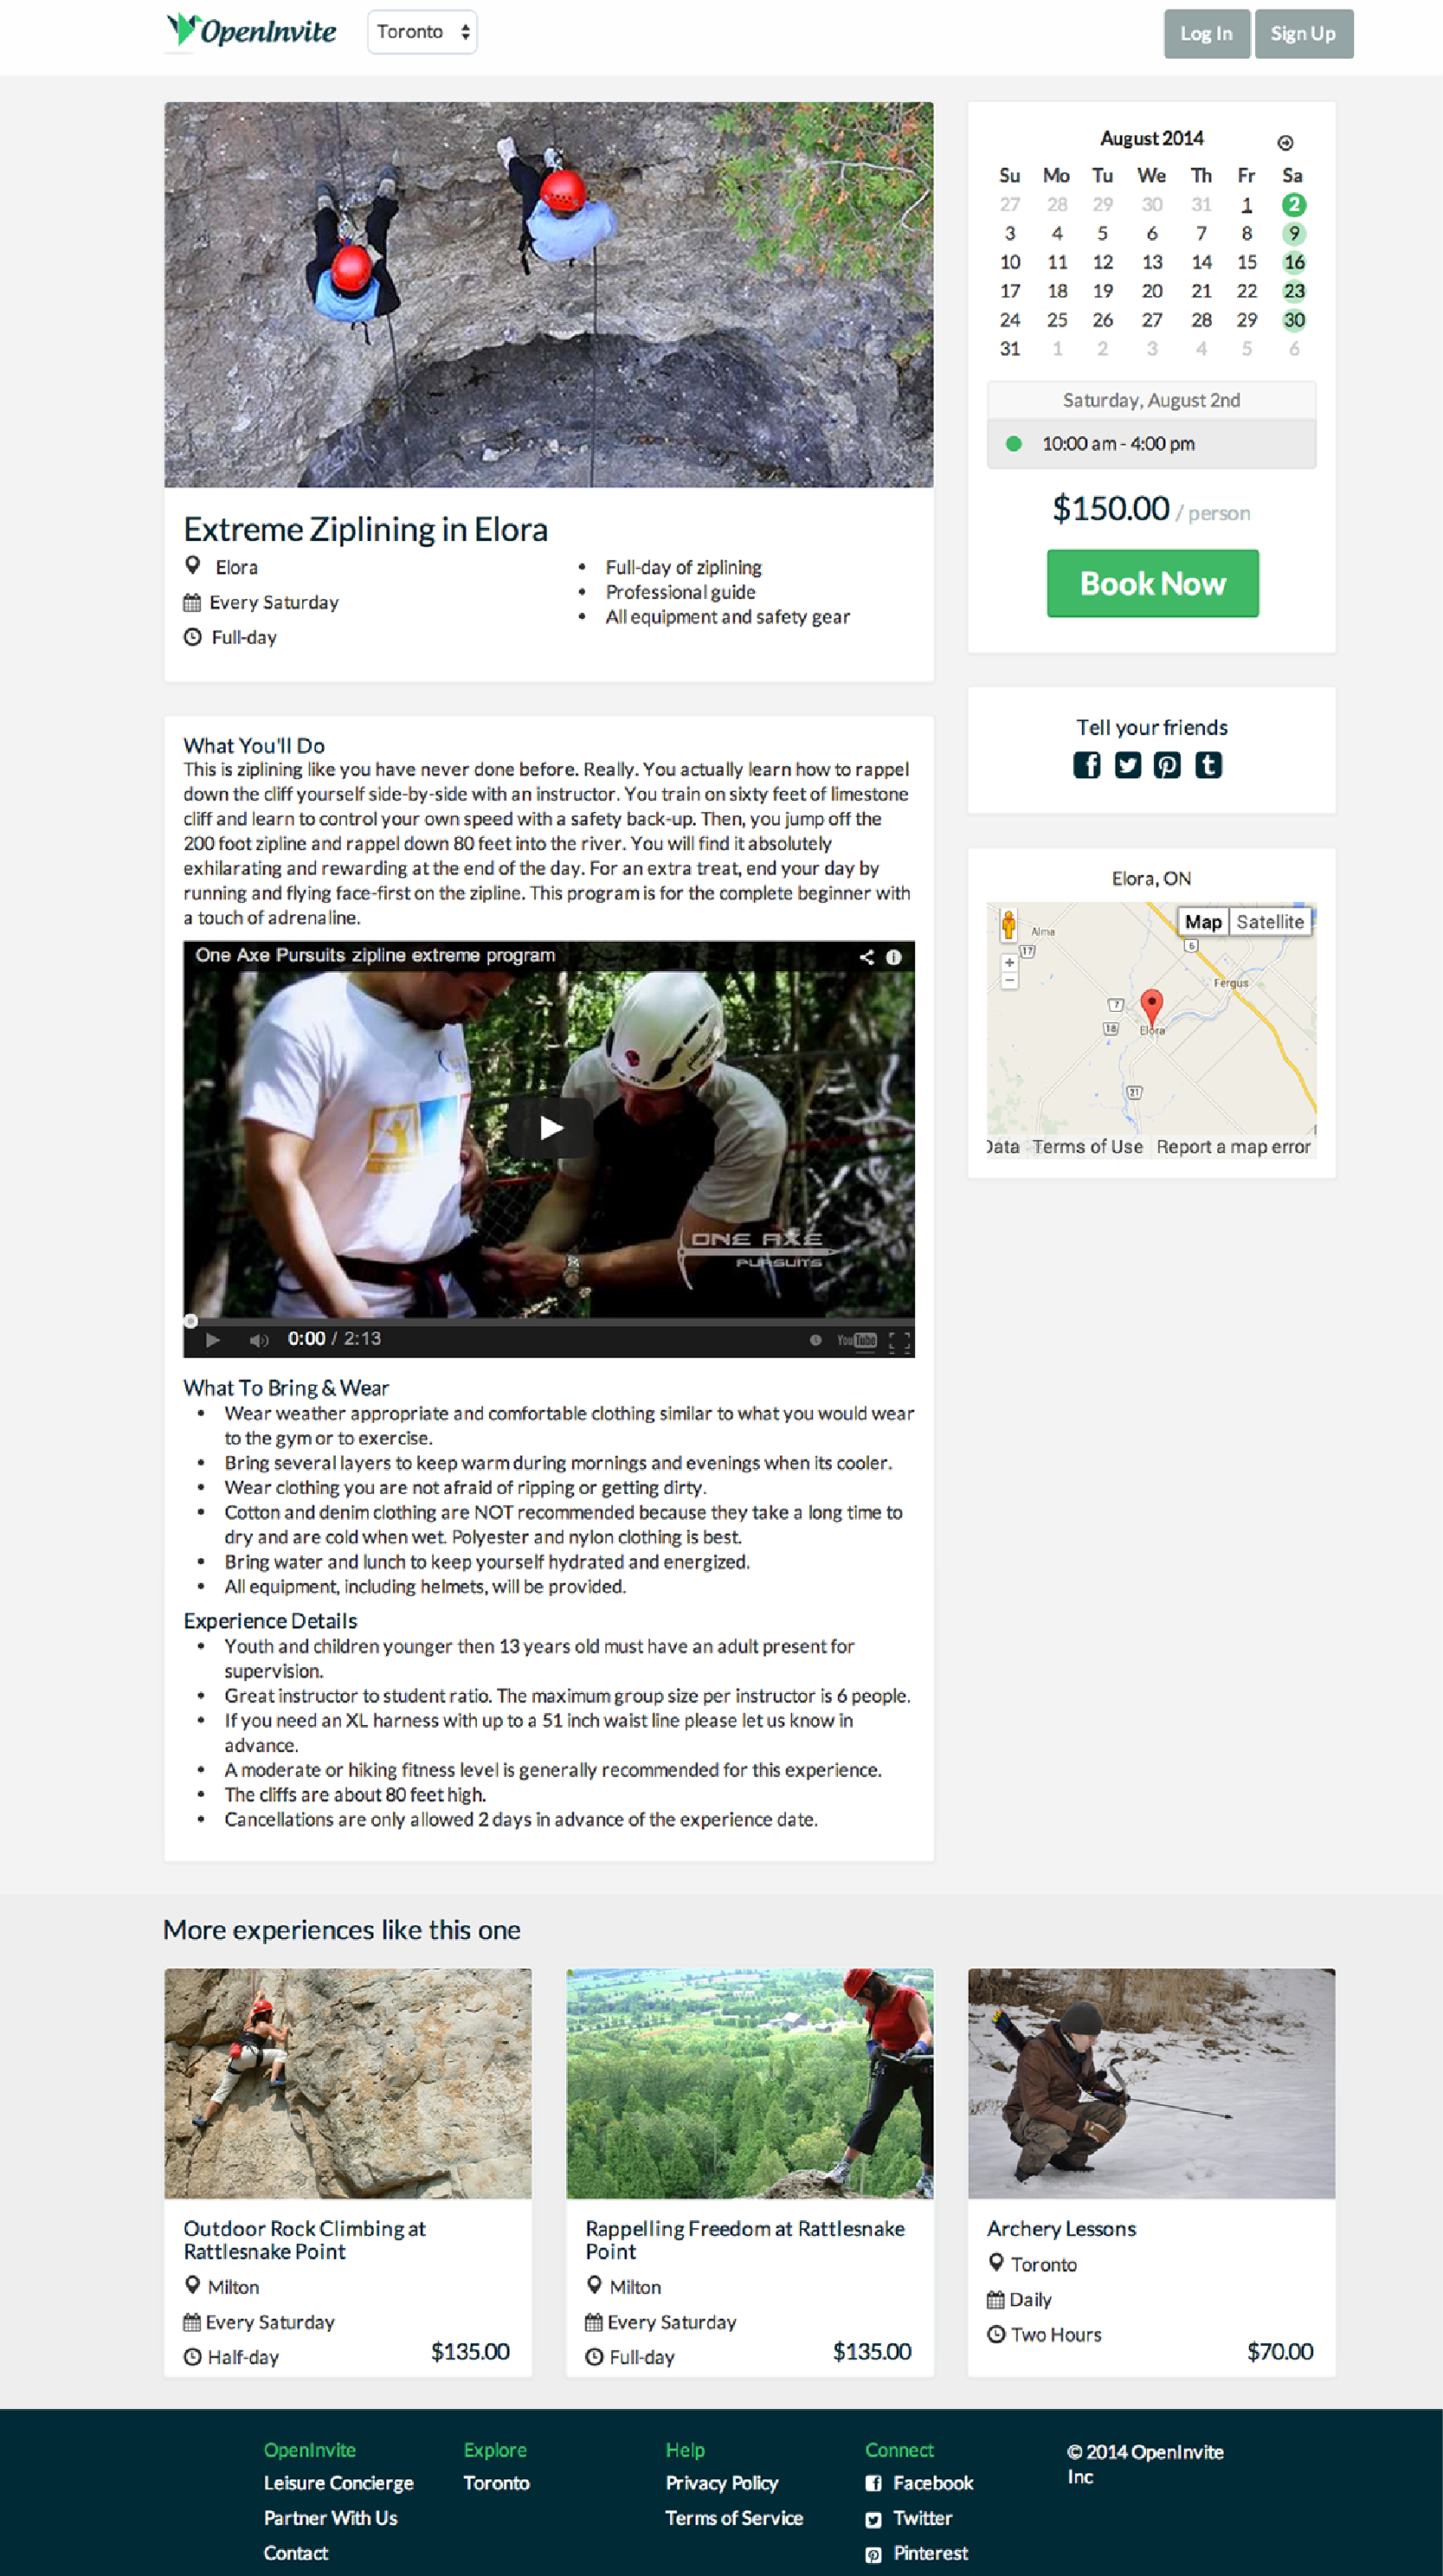 OpenInvite
Toronto
Log In
Sign Up
Extreme Ziplining in Elora
Elora
Every Saturday
Full-day
• Full-day of ziplining
• Professional guide
• All equipment and safety gear
August 2014
Su Mo Tu We Th Fr Sa
27 28 29 30 31 1 2
3 4 5 6 7 8 9
10 11 12 13 14 15 16
17 18 19 20 21 22 23
24 25 26 27 28 29 30
31 1 2 3 4 5 6
Saturday, August 2nd
10:00 am - 4:00 pm
$150.00 / person
Book Now
Tell your friends
Elora, ON
Map Satellite
Alma
17
6
Fergus
7
18
Elora
21
Data Terms of Use Report a map error
What You'll Do
This is ziplining like you have never done before. Really. You actually learn how to rappel
down the cliff yourself side-by-side with an instructor. You train on sixty feet of limestone
cliff and learn to control your own speed with a safety back-up. Then, you jump off the
200 foot zipline and rappel down 80 feet into the river. You will find it absolutely
exhilarating and rewarding at the end of the day. For an extra treat, end your day by
running and flying face-first on the zipline. This program is for the complete beginner with
a touch of adrenaline.
One Axe Pursuits zipline extreme program
ONE AXE
PURSUITS
0:00 / 2:13
YouTube
What To Bring & Wear
• Wear weather appropriate and comfortable clothing similar to what you would wear
to the gym or to exercise.
• Bring several layers to keep warm during mornings and evenings when its cooler.
• Wear clothing you are not afraid of ripping or getting dirty.
• Cotton and denim clothing are NOT recommended because they take a long time to
dry and are cold when wet. Polyester and nylon clothing is best.
• Bring water and lunch to keep yourself hydrated and energized.
• All equipment, including helmets, will be provided.
Experience Details
• Youth and children younger then 13 years old must have an adult present for
supervision.
• Great instructor to student ratio. The maximum group size per instructor is 6 people.
• If you need an XL harness with up to a 51 inch waist line please let us know in
advance.
• A moderate or hiking fitness level is generally recommended for this experience.
• The cliffs are about 80 feet high.
• Cancellations are only allowed 2 days in advance of the experience date.
More experiences like this one
Outdoor Rock Climbing at
Rattlesnake Point
Milton
Every Saturday
Half-day
$135.00
Rappelling Freedom at Rattlesnake
Point
Milton
Every Saturday
Full-day
$135.00
Archery Lessons
Toronto
Daily
Two Hours
$70.00
OpenInvite
Leisure Concierge
Partner With Us
Contact
Explore
Toronto
Help
Privacy Policy
Terms of Service
Connect
Facebook
Twitter
Pinterest
© 2014 OpenInvite
Inc